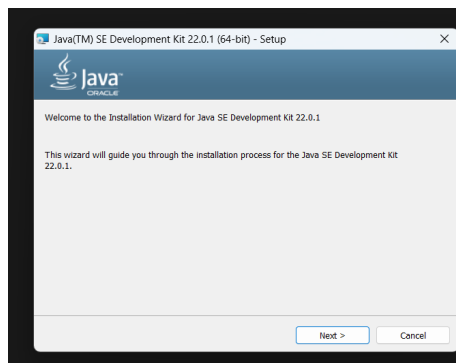 Java(TM) SE Development Kit 22.0.1 (64-bit) - Setup
Java™
ORACLE
Welcome to the Installation Wizard for Java SE Development Kit 22.0.1
This wizard will guide you through the installation process for the Java SE Development Kit
22.0.1.
Next >
Cancel